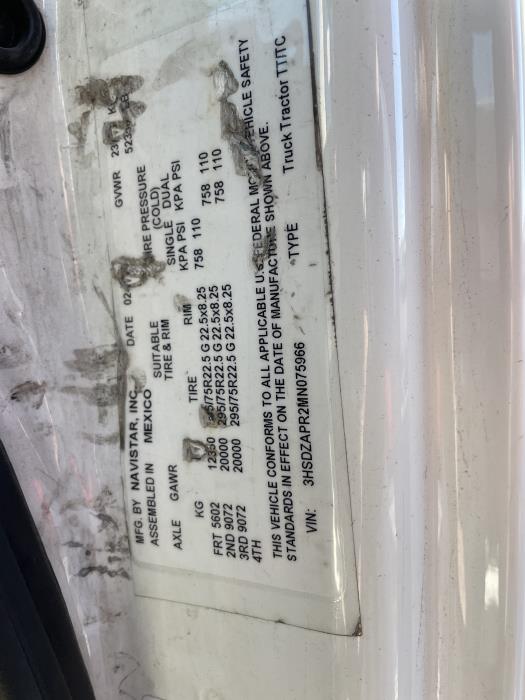 MFG. BY NAVISTAR, INC. DATE 02
ASSEMBLED IN MEXICO GVWR 23 KG
SUITABLE TIRE PRESSURE 523 LB
AXLE GAWR TIRE & RIM (COLD)
SINGLE DUAL
KG TIRE RIM KPA PSI KPA PSI
FRT 5602 12350 295/75R22.5 G 22.5x8.25 758 110
2ND 9072 20000 295/75R22.5 G 22.5x8.25 758 110
3RD 9072 20000 295/75R22.5 G 22.5x8.25 758 110
4TH
THIS VEHICLE CONFORMS TO ALL APPLICABLE U.S. FEDERAL MOTOR VEHICLE SAFETY
STANDARDS IN EFFECT ON THE DATE OF MANUFACTURE SHOWN ABOVE.
VIN: 3HSDZAPR2MN075966 TYPE Truck Tractor TT/TC